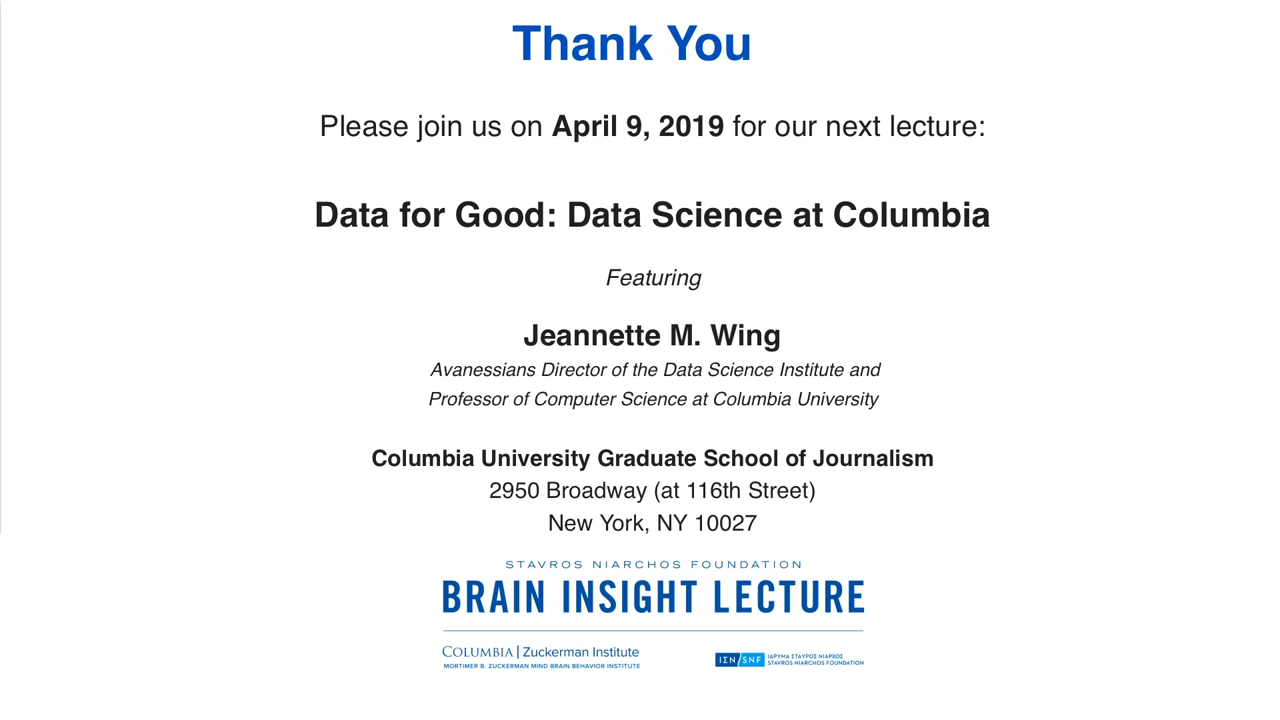 Thank You
Please join us on April 9, 2019 for our next lecture:
Data for Good: Data Science at Columbia
Featuring
Jeannette M. Wing
Avanessians Director of the Data Science Institute and
Professor of Computer Science at Columbia University
Columbia University Graduate School of Journalism
2950 Broadway (at 116th Street)
New York, NY 10027
STAVROS NIARCHOS FOUNDATION
BRAIN INSIGHT LECTURE
COLUMBIA | Zuckerman Institute
MORTIMER B. ZUCKERMAN MIND BRAIN BEHAVIOR INSTITUTE
ΙΣΝ/SNF
ΙΔΡΥΜΑ ΣΤΑΥΡΟΣ ΝΙΑΡΧΟΣ
STAVROS NIARCHOS FOUNDATION